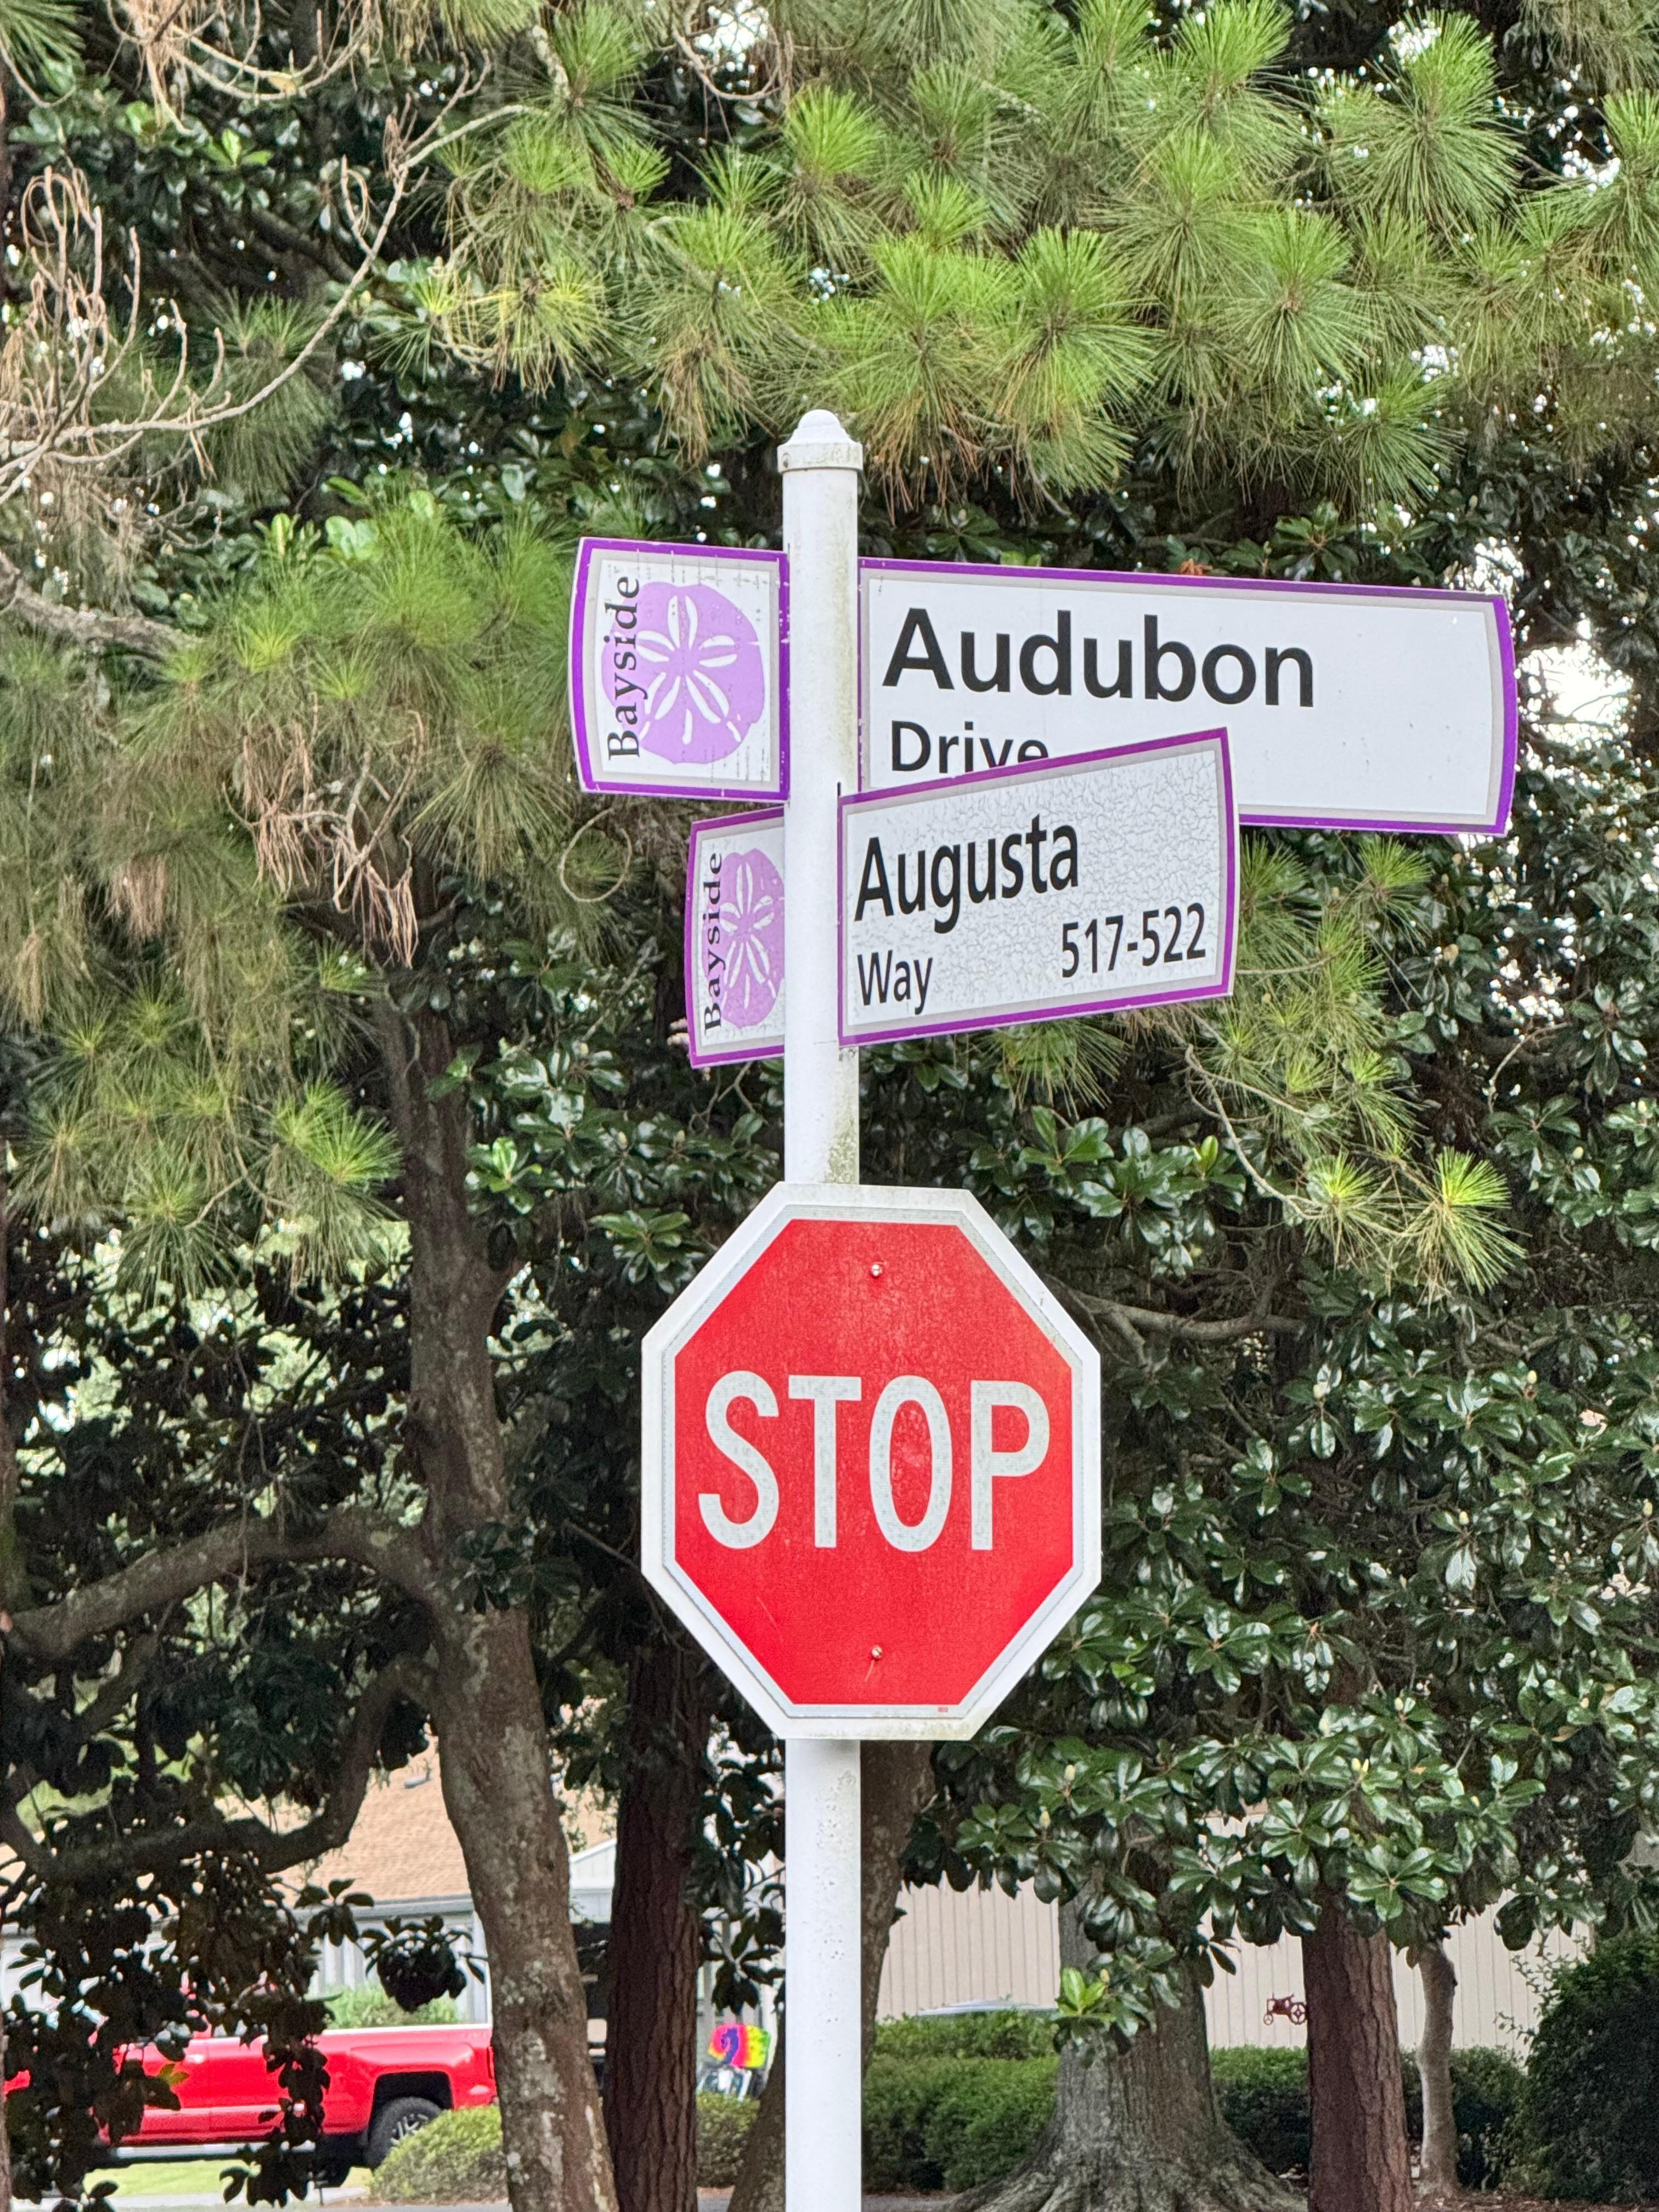 Bayside
Audubon
Drive
Bayside
Augusta
Way 517-522
STOP